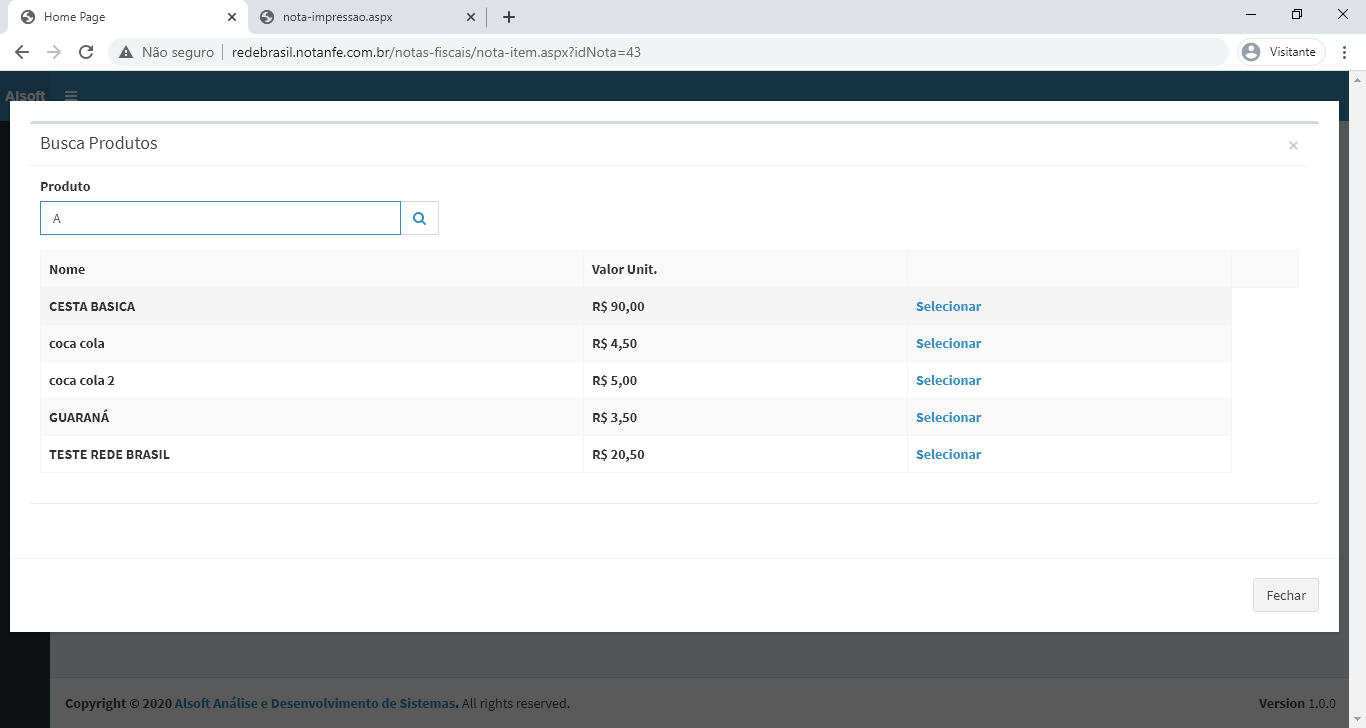 Home Page
nota-impressao.aspx
Não seguro
redebrasil.notanfe.com.br/notas-fiscais/nota-item.aspx?idNota=43
Visitante
Alsoft
Busca Produtos
Produto
A
Nome Valor Unit.
CESTA BASICA R$ 90,00 Selecionar
coca cola R$ 4,50 Selecionar
coca cola 2 R$ 5,00 Selecionar
GUARANÁ R$ 3,50 Selecionar
TESTE REDE BRASIL R$ 20,50 Selecionar
Fechar
Copyright © 2020 Alsoft Análise e Desenvolvimento de Sistemas. All rights reserved.
Version 1.0.0